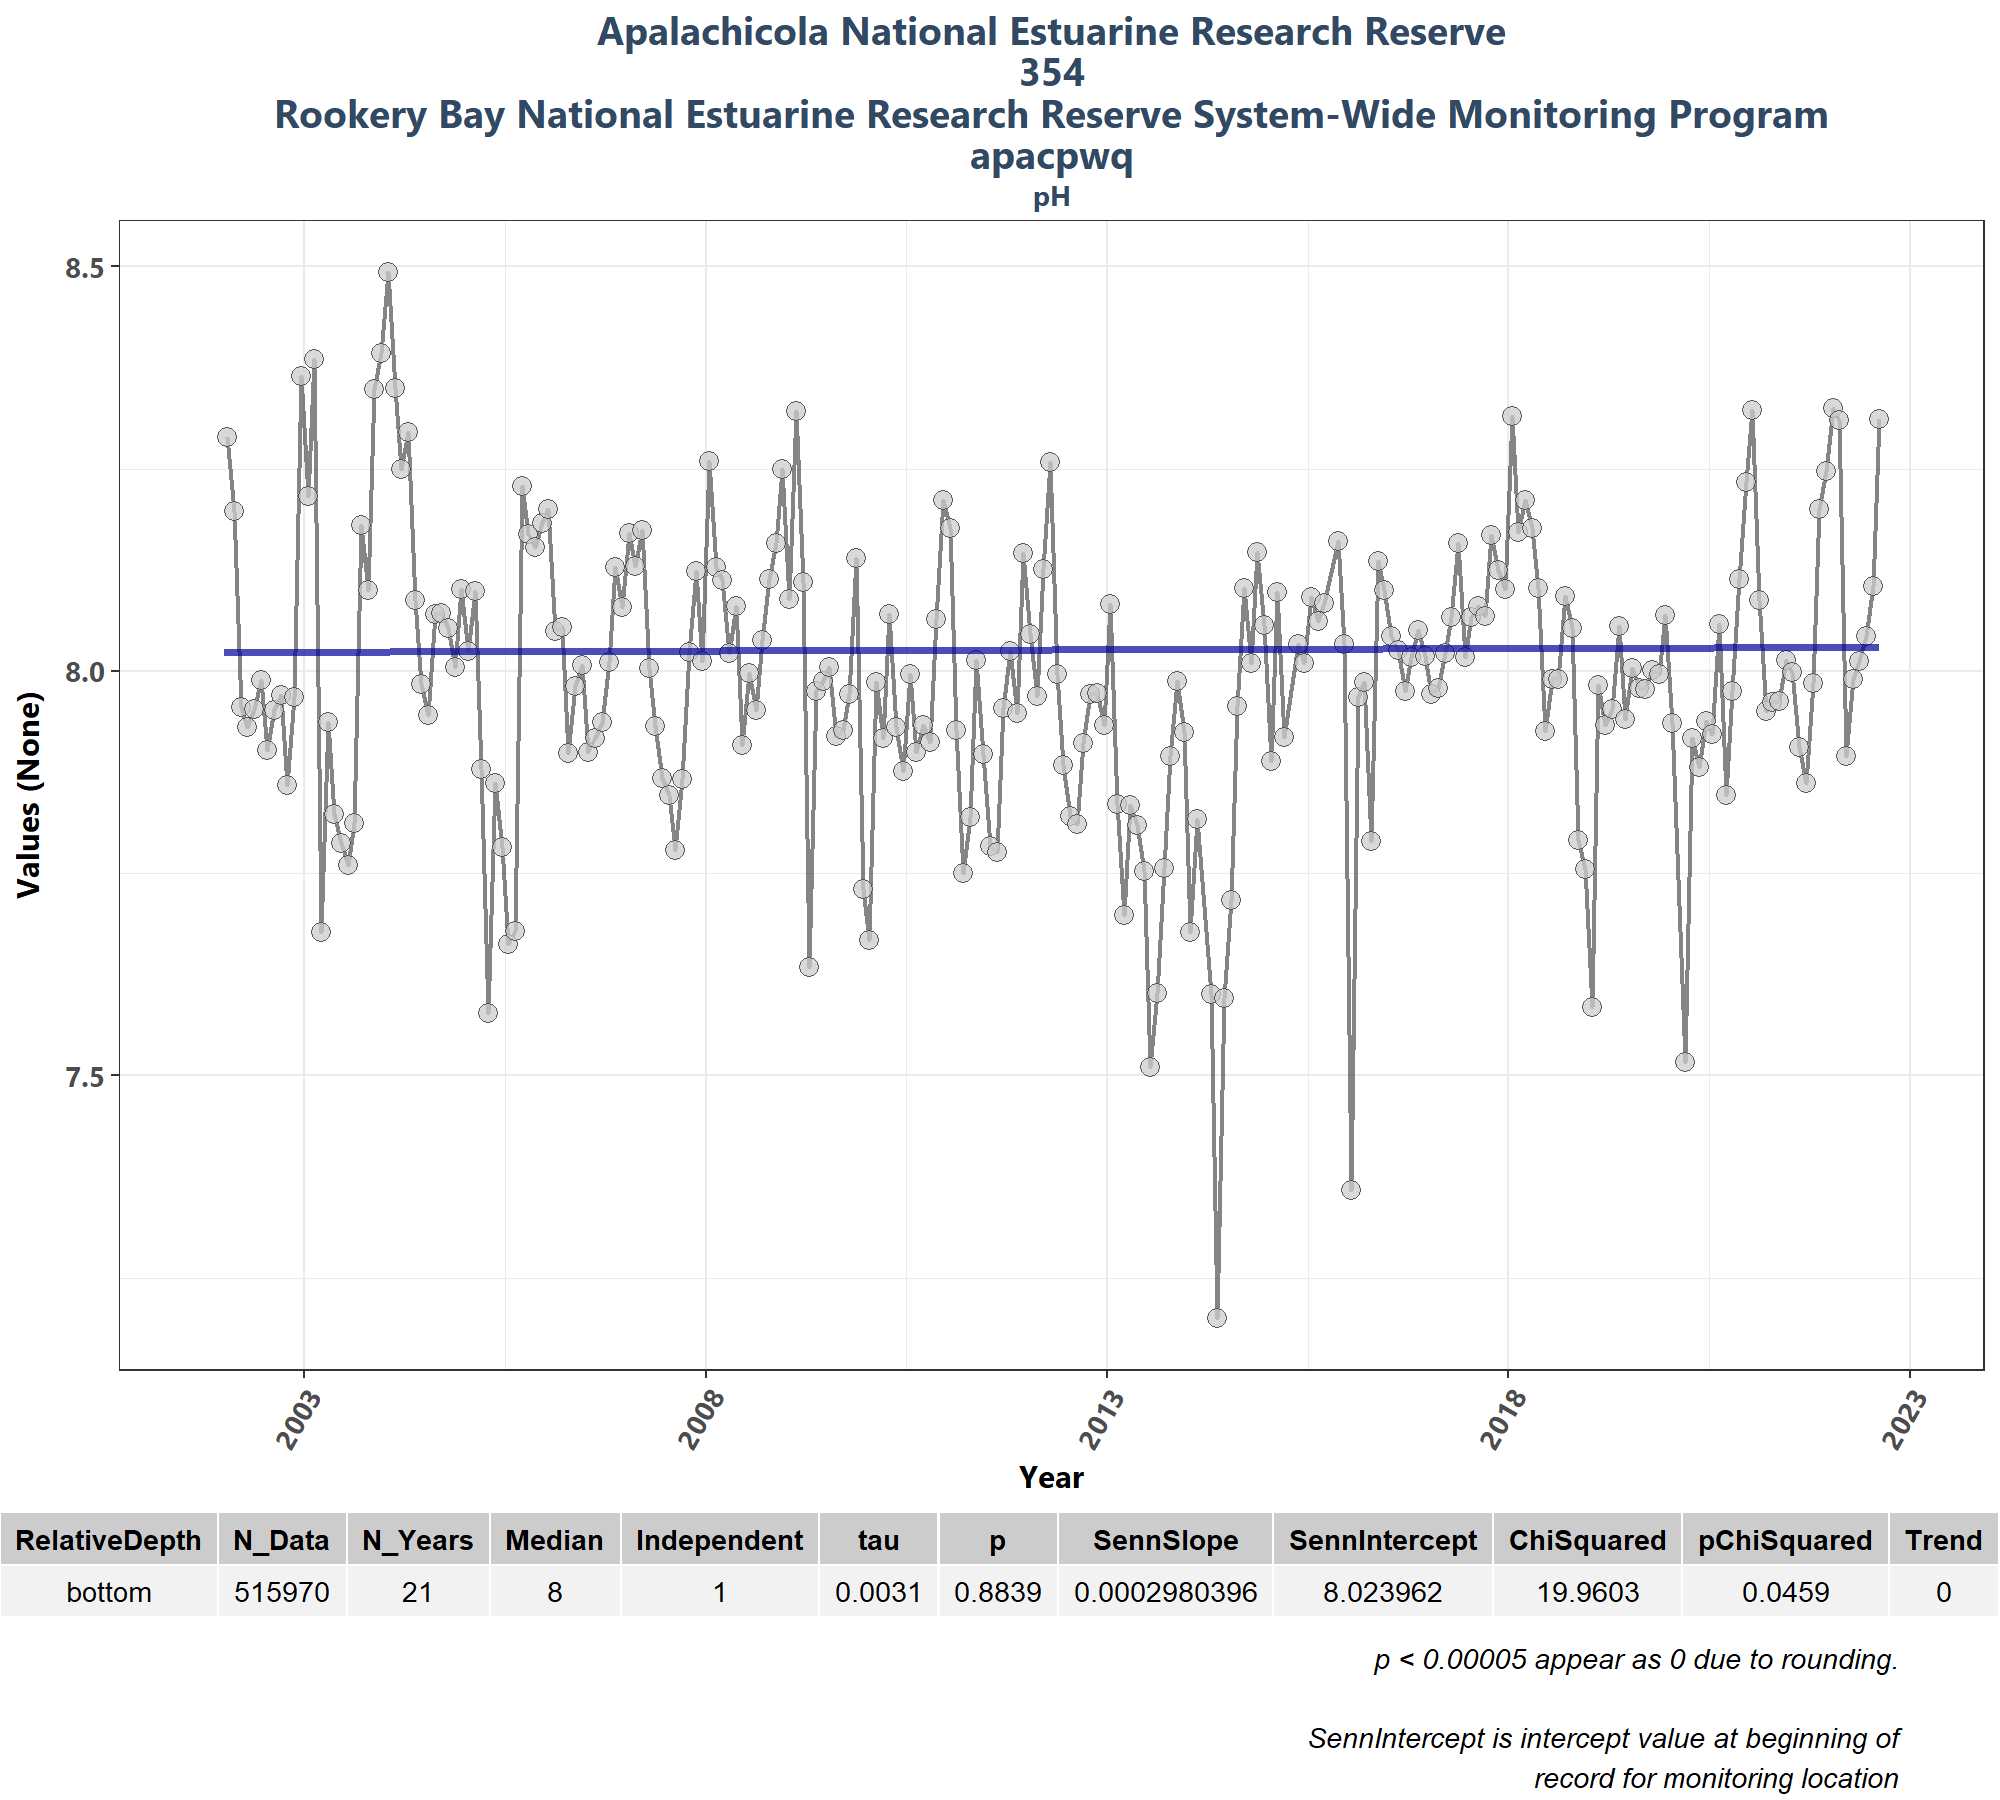 Apalachicola National Estuarine Research Reserve
354
Rookery Bay National Estuarine Research Reserve System-Wide Monitoring Program
apacpwq
pH
8.5
8.0
7.5
Values (None)
2003 2008 2013 2018 2023
Year
RelativeDepth N_Data N_Years Median Independent tau p SennSlope SennIntercept ChiSquared pChiSquared Trend
bottom 515970 21 8 1 0.0031 0.8839 0.0002980396 8.023962 19.9603 0.0459 0
p < 0.00005 appear as 0 due to rounding.
SennIntercept is intercept value at beginning of
record for monitoring location